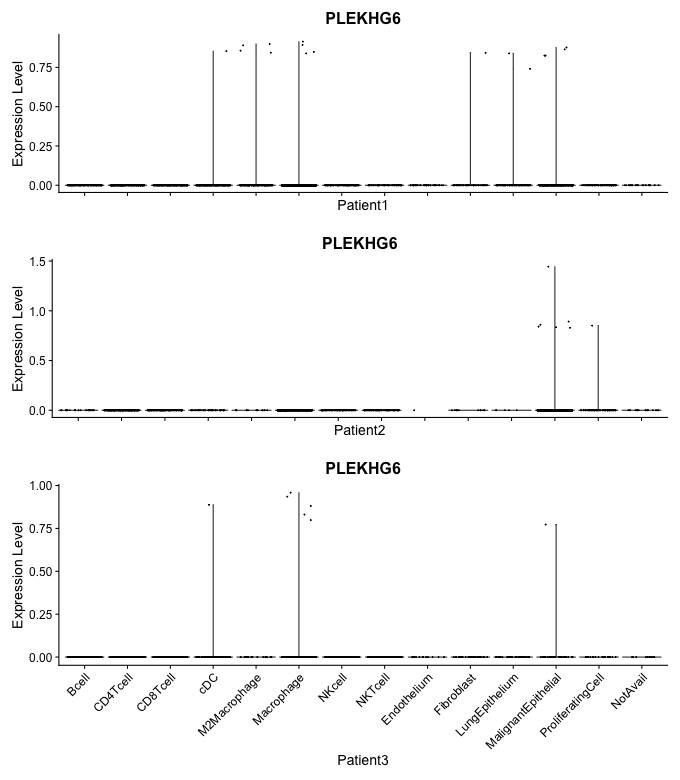 PLEKHG6
Expression Level
0.75
0.50
0.25
0.00
Patient1
PLEKHG6
Expression Level
1.5
1.0
0.5
0.0
Patient2
PLEKHG6
Expression Level
1.00
0.75
0.50
0.25
0.00
Bcell
CD4Tcell
CD8Tcell
cDC
M2Macrophage
Macrophage
NKcell
NKTcell
Endothelium
Fibroblast
LungEpithelium
MalignantEpithelial
ProliferatingCell
NotAvail
Patient3